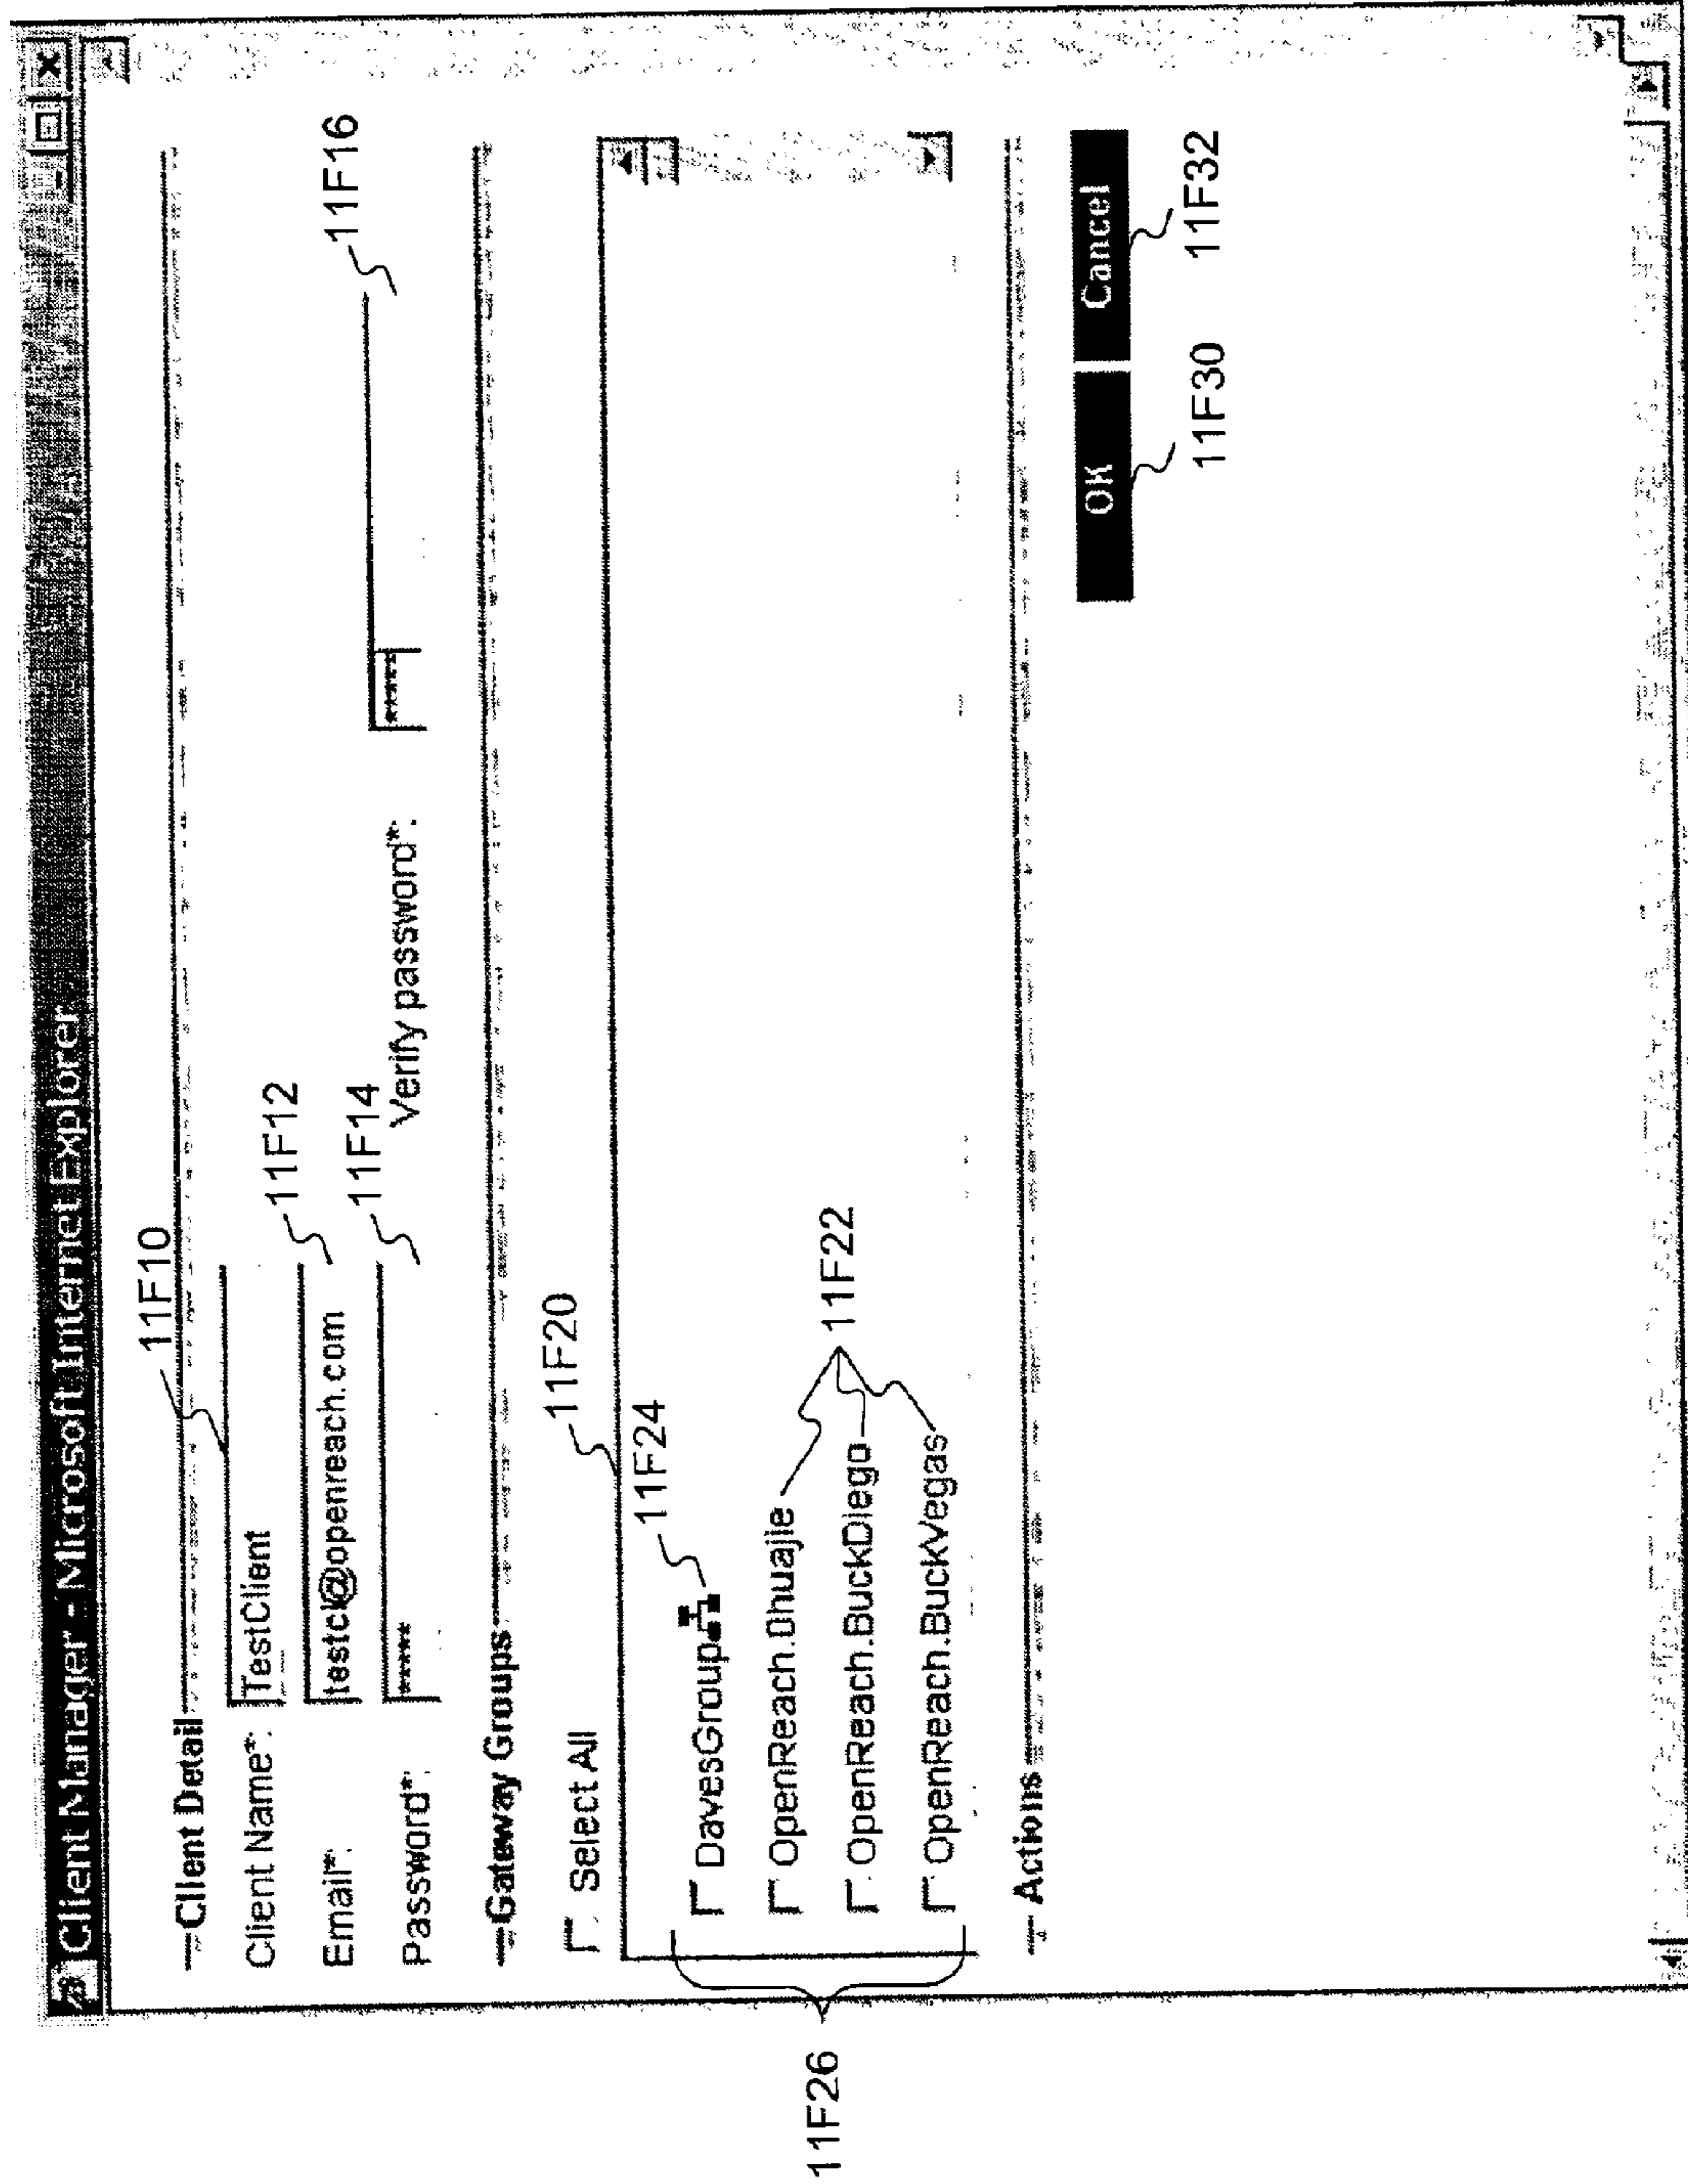 Client Manager - Microsoft Internet Explorer
11F10
Client Detail
Client Name*: TestClient
11F12
Email*: testcl@openreach.com
11F14
11F16
Password*: ***** Verify password*: *****
Gateway Groups
11F20
Select All
11F24
DavesGroup
OpenReach.Dhuajie
11F22
OpenReach.BuckDiego
OpenReach.BuckVegas
11F26
Actions
OK Cancel
11F30 11F32